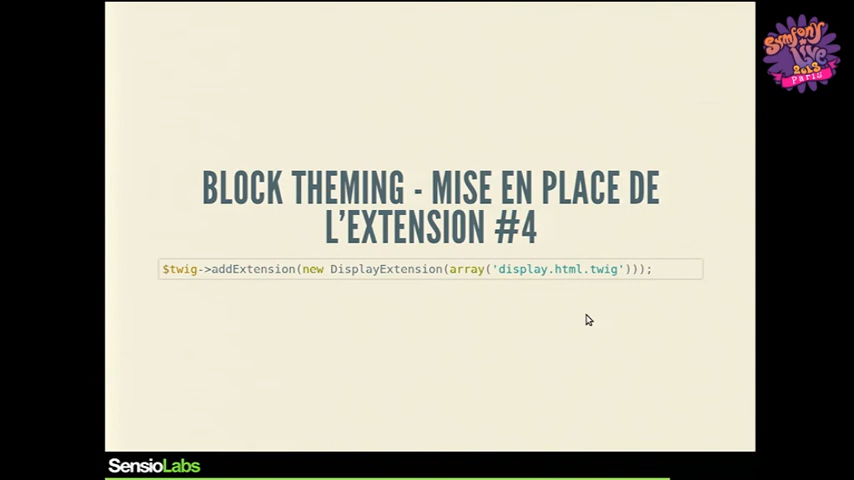 Symfony
Live
2013
Paris
BLOCK THEMING - MISE EN PLACE DE
L'EXTENSION #4
$twig->addExtension(new DisplayExtension(array('display.html.twig')));
SensioLabs